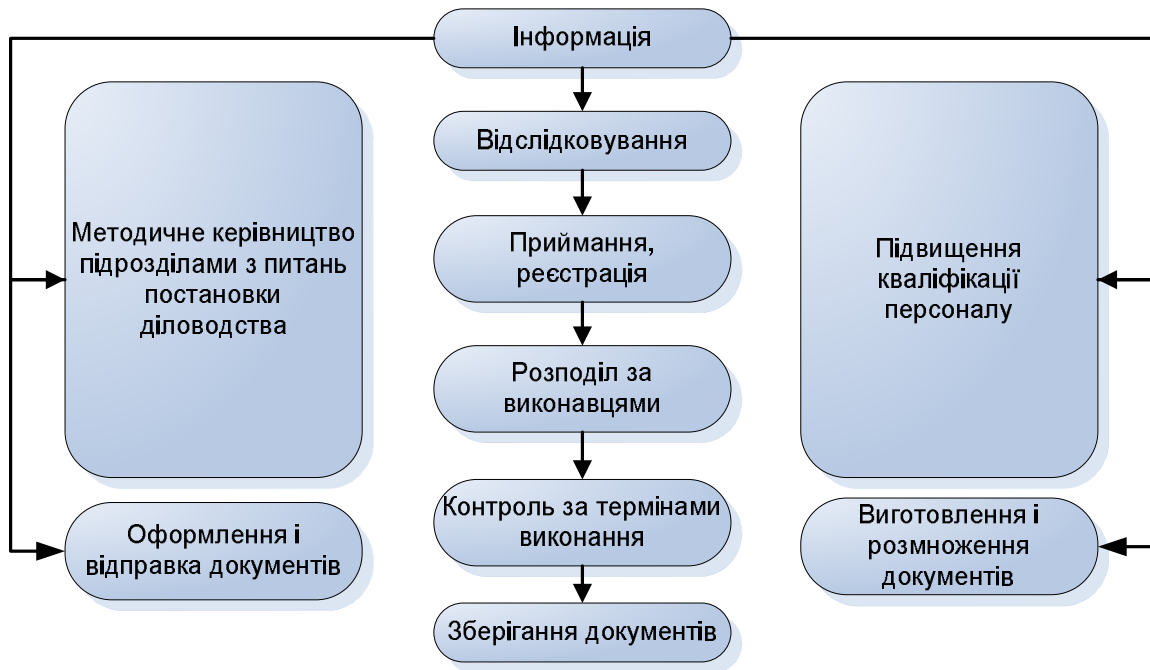 Інформація
Відслідковування
Приймання,
реєстрація
Розподіл за
виконавцями
Контроль за термінами
виконання
Зберігання документів
Методичне керівництво
підрозділами з питань
постановки
діловодства
Оформлення і
відправка документів
Підвищення
кваліфікації
персоналу
Виготовлення і
розмноження
документів